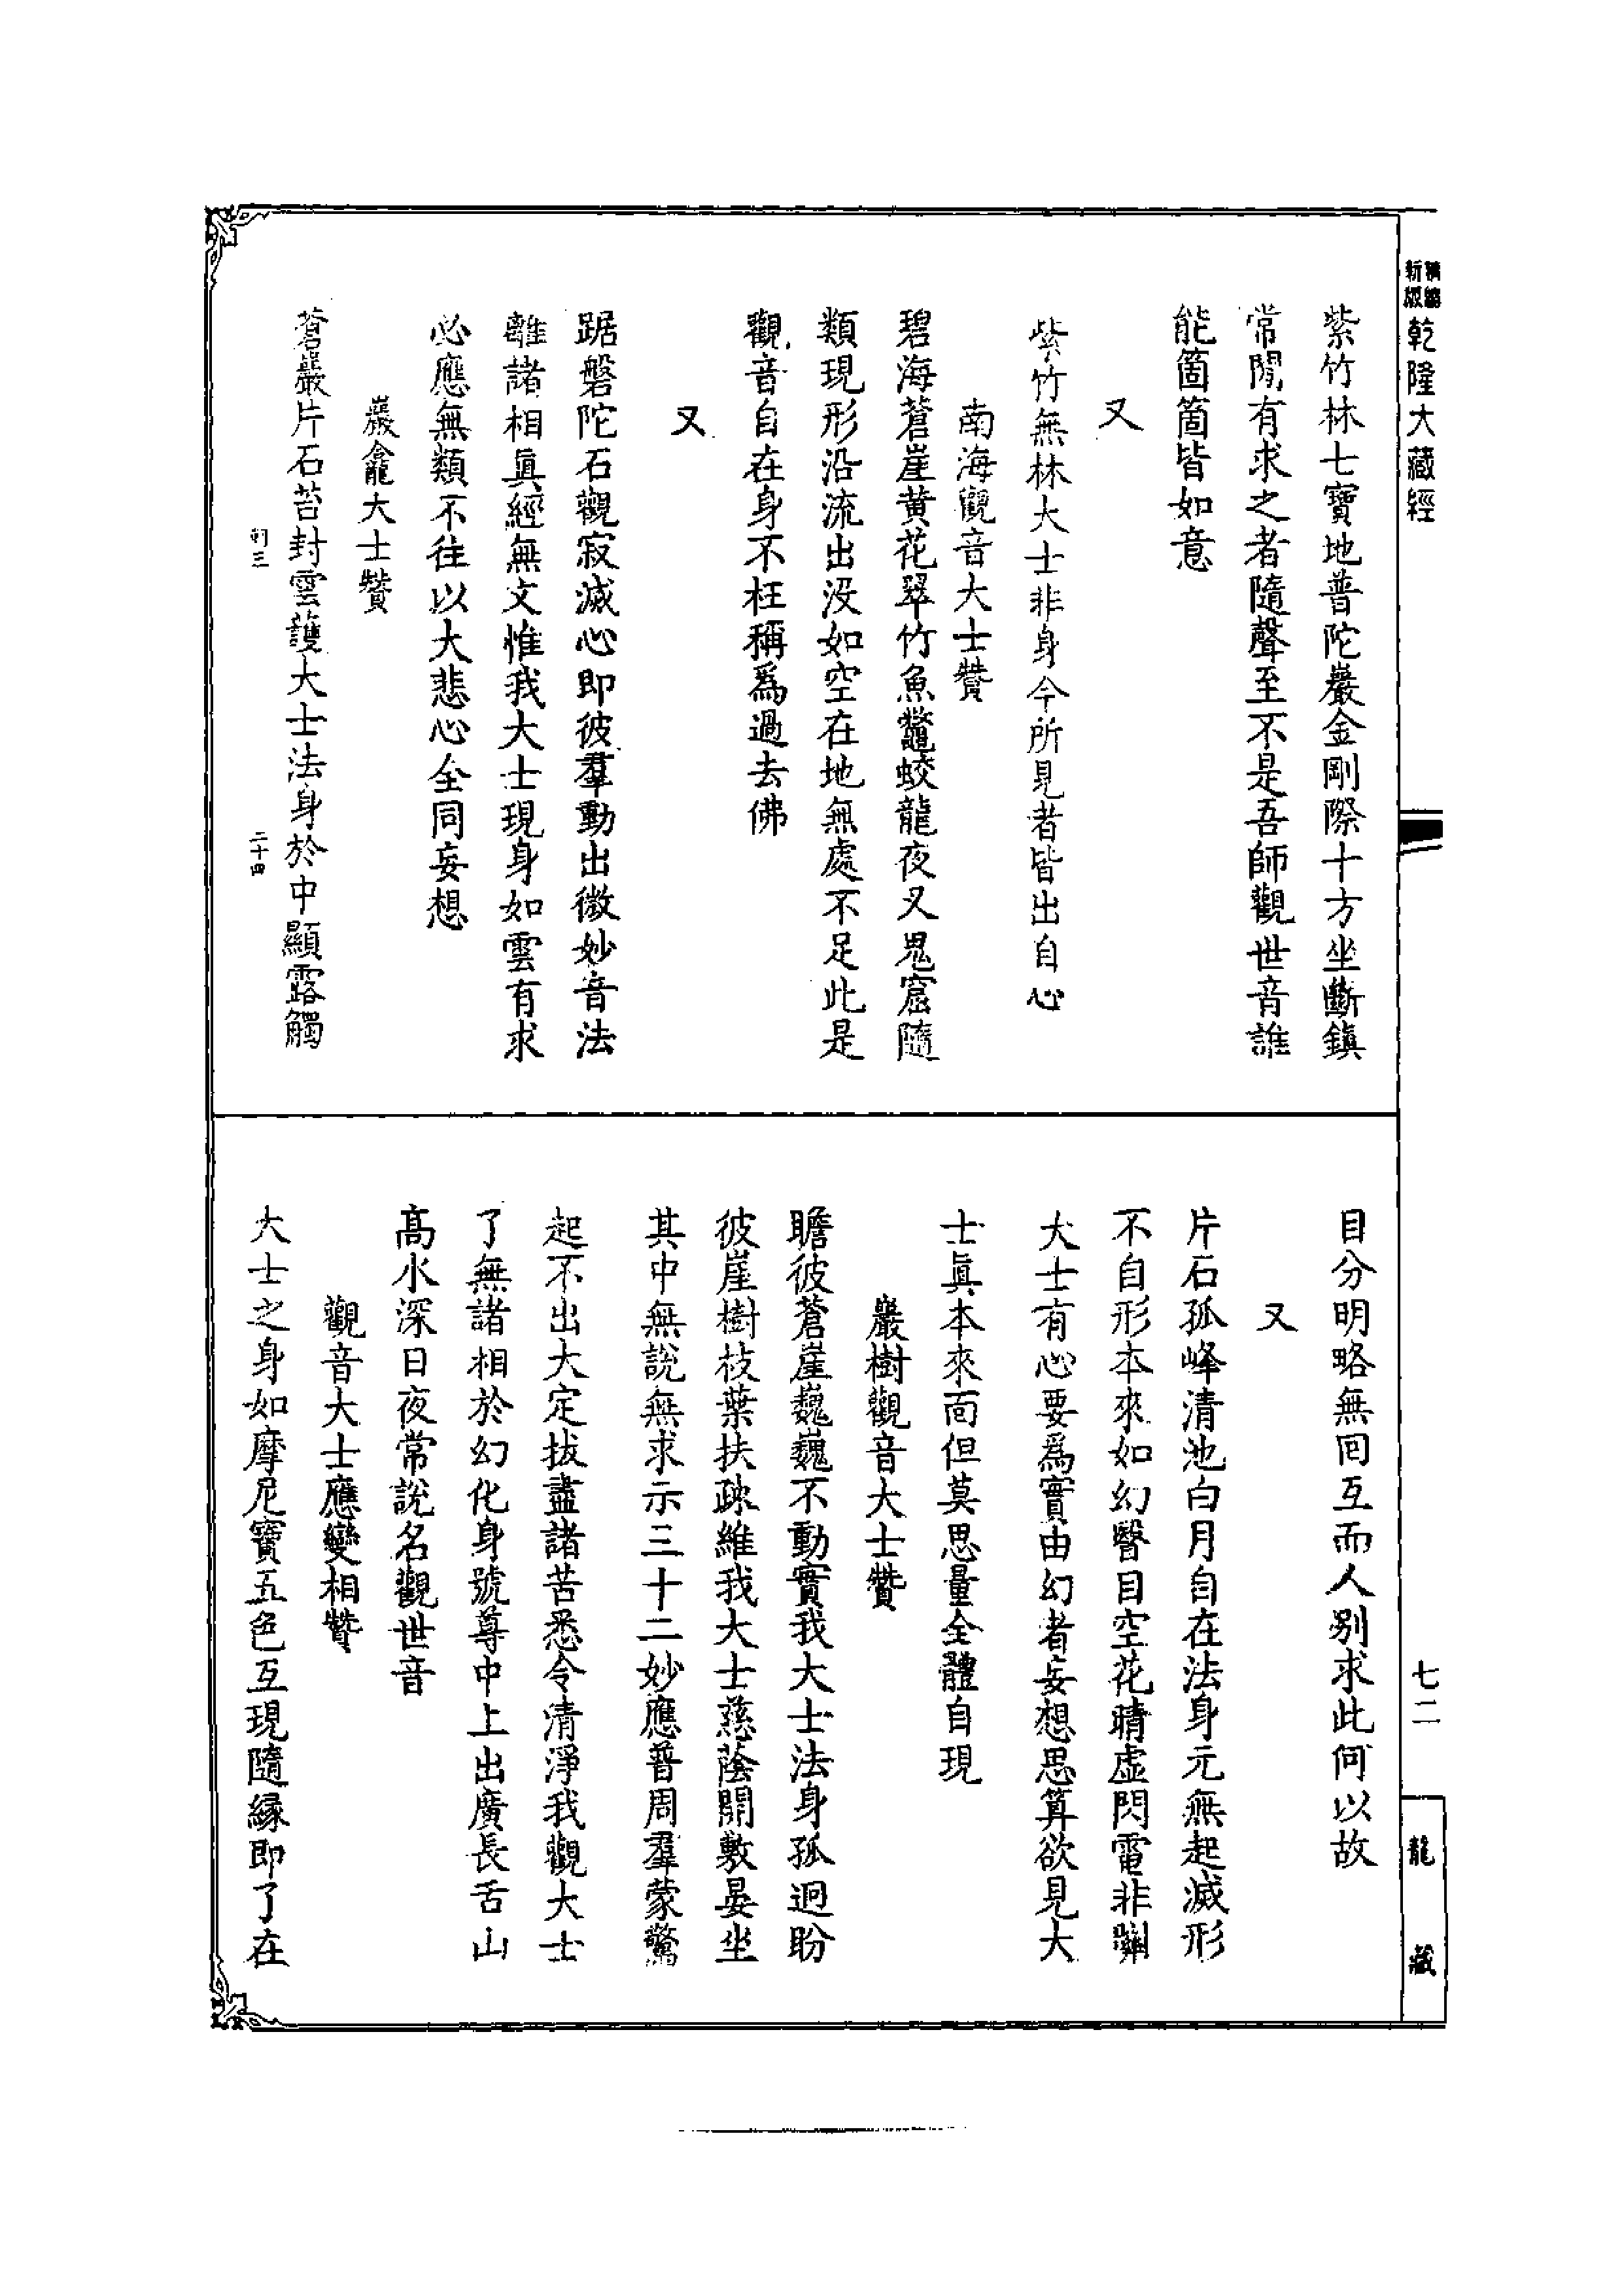 乾隆大藏經
紫竹林七寶地普陀巖金剛際十方坐斷鎮
常閒有求之者隨聲至不是吾師觀世音誰
能箇箇皆如意
又
紫竹無林大士非身今所見者皆出自心
南海觀音大士贊
碧海蒼崖黄花翠竹魚鼈蛟龍夜叉鬼窟隨
類現形沿流出没如空在地無處不足此是
觀音自在身不枉稱爲過去佛
又
踞磐陀石觀寂滅心即彼羣動出微妙音法
離諸相眞經無文惟我大士現身如雲有求
必應無類不往以大悲心全同妄想
巖龕大士贊
蒼巖片石苔封雲護大士法身於中顯露觸
三
二十四
目分明略無回互而人别求此何以故
又
片石孤峰清池白月自在法身元無起滅形
不自形本來如幻瞖目空花晴虚閃電非關
大士有心要爲實由幻者妄想思算欲見大
士眞本來面但莫思量全體自現
巖樹觀音大士贊
瞻彼蒼崖巍巍不動實我大士法身孤迥盼
彼崖樹枝葉扶疎維我大士慈蔭開敷晏坐
其中無説無求示三十二妙應普周羣蒙驚
起不出大定拔盡諸苦悉令清淨我觀大士
了無諸相於幻化身號尊中上出廣長舌山
高水深日夜常説名觀世音
觀音大士應變相贊
大士之身如摩尼寶五色互現隨緣即了在
七二
龍藏